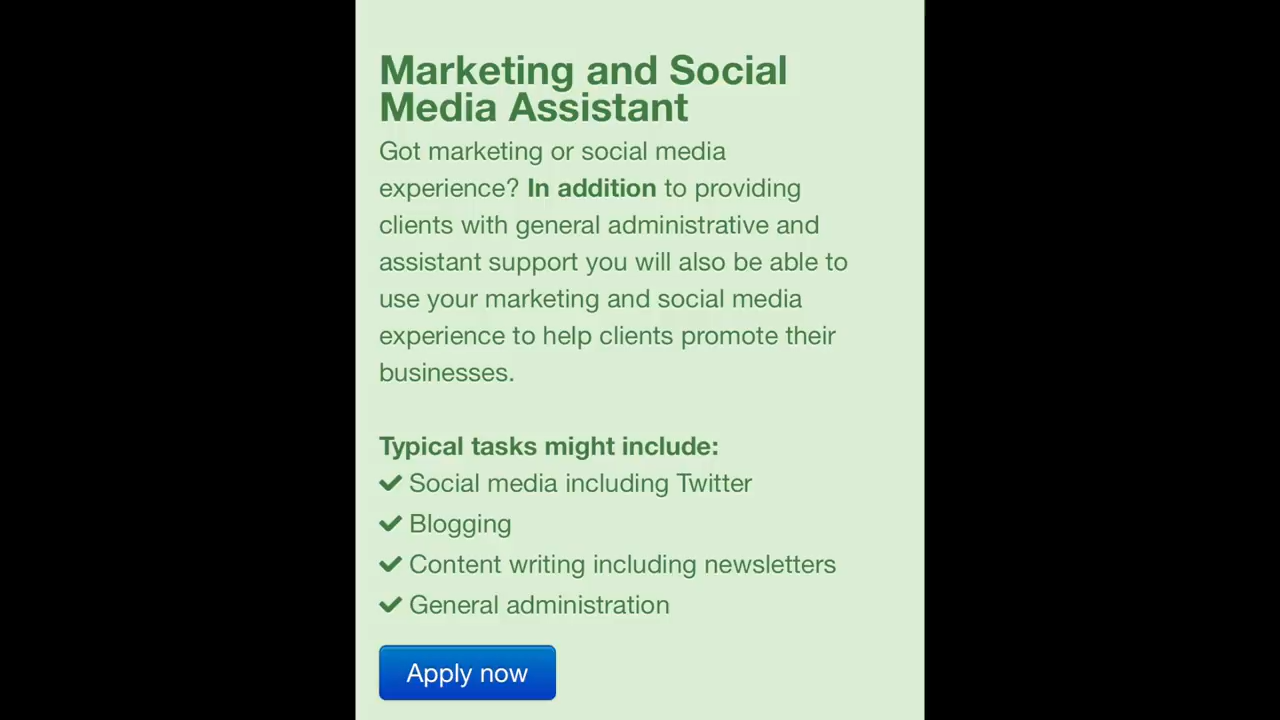 Marketing and Social
Media Assistant
Got marketing or social media
experience? In addition to providing
clients with general administrative and
assistant support you will also be able to
use your marketing and social media
experience to help clients promote their
businesses.
Typical tasks might include:
✔ Social media including Twitter
✔ Blogging
✔ Content writing including newsletters
✔ General administration
Apply now